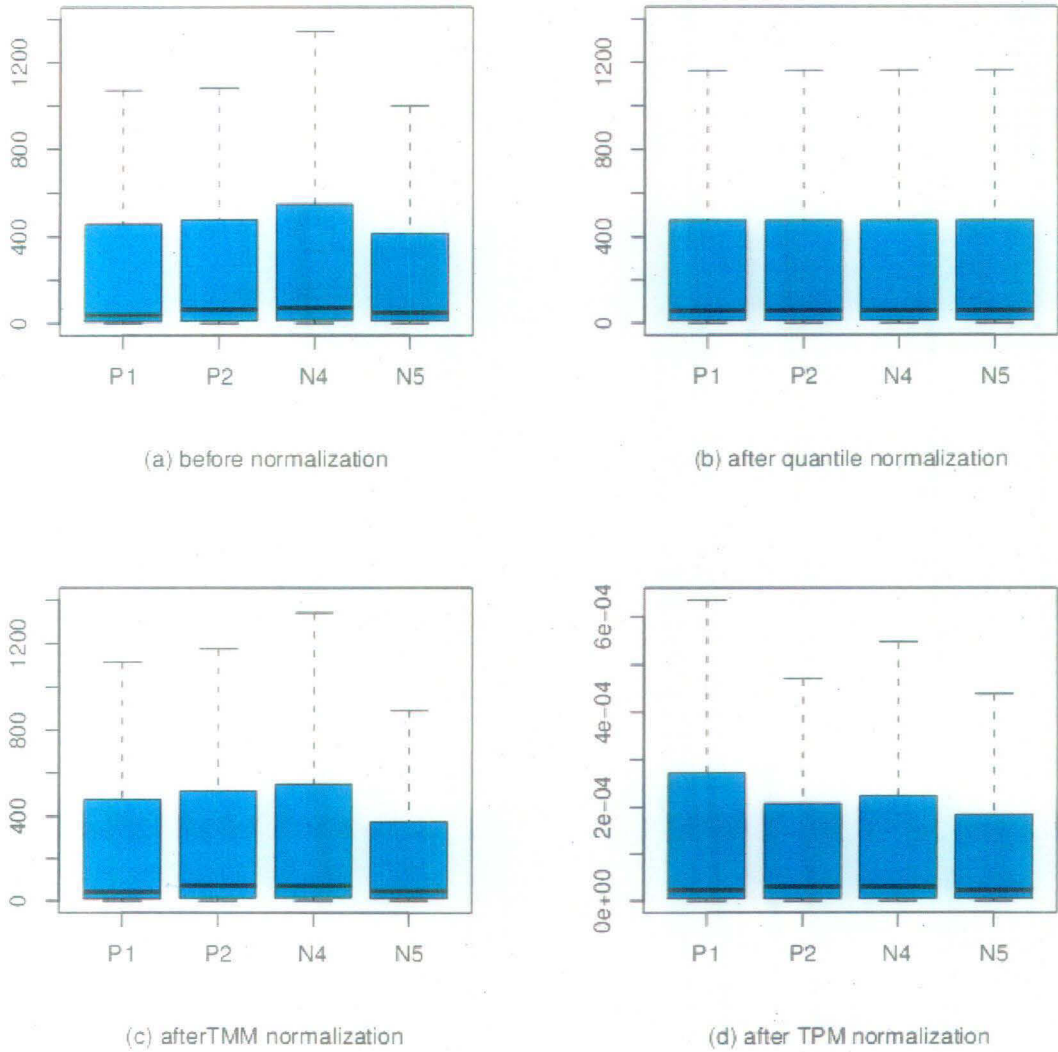 1200
800
400
0
P1 P2 N4 N5
(a) before normalization
1200
800
400
0
P1 P2 N4 N5
(b) after quantile normalization
1200
800
400
0
P1 P2 N4 N5
(c) afterTMM normalization
6e-04
4e-04
2e-04
0e+00
P1 P2 N4 N5
(d) after TPM normalization